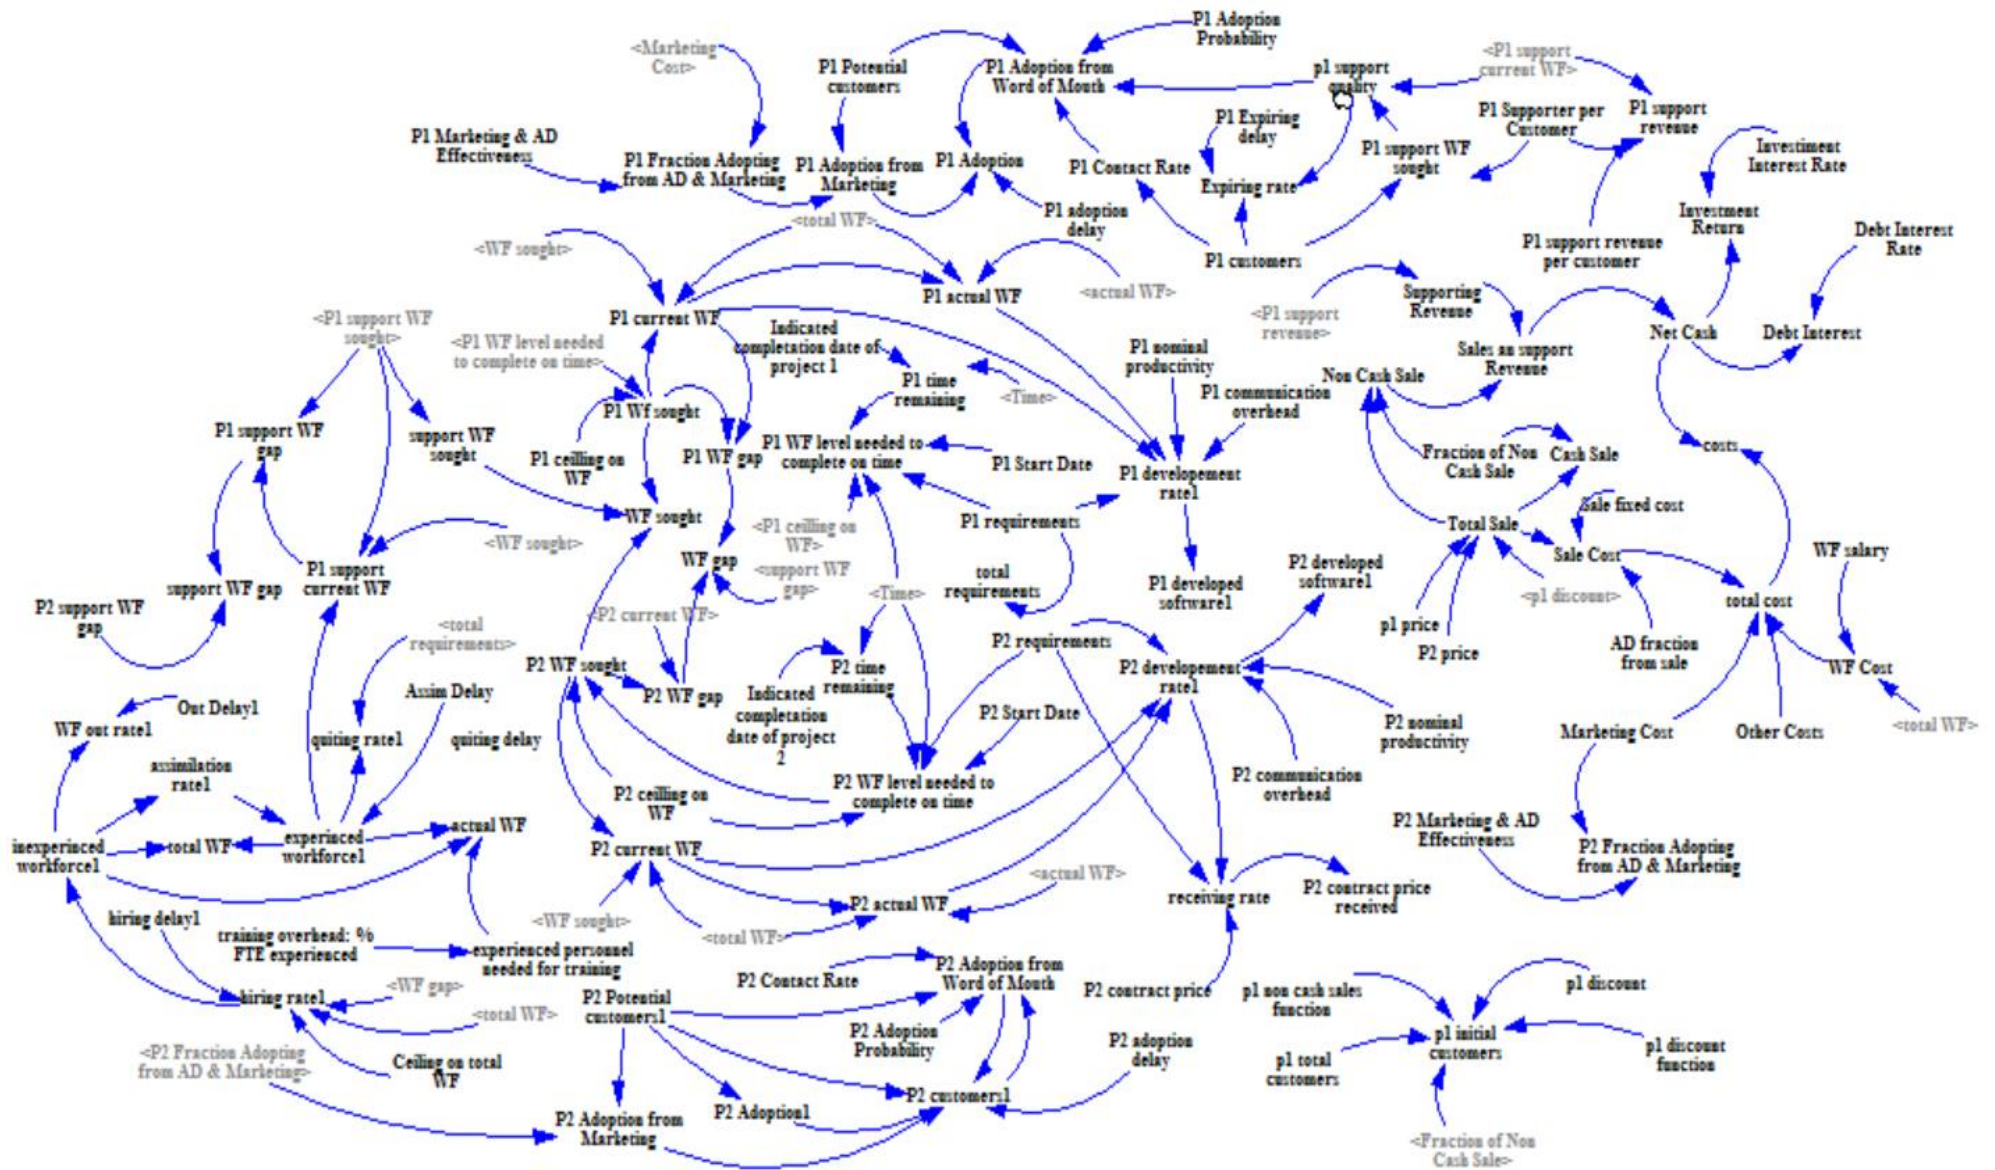 P1 Adoption
Probability
<Marketing
Cost>
P1 Potential
customers
P1 Adoption from
Word of Mouth
p1 support
quality
<P1 support
current WF>
P1 Supporter per
Customer
P1 support
revenue
P1 Marketing & AD
Effectiveness
P1 Fraction Adopting
from AD & Marketing
P1 Adoption from
Marketing
P1 Adoption
P1 Contact Rate
P1 Expiring
delay
Expiring rate
P1 support WF
sought
Investment
Interest Rate
P1 adoption
delay
<total WF>
<WF sought>
P1 customers
P1 support revenue
per customer
Investment
Return
Debt Interest
Rate
P1 actual WF
<actual WF>
<P1 support
revenue>
Supporting
Revenue
Net Cash
Debt Interest
<P1 support WF
sought>
P1 current WF
<P1 WF level needed
to complete on time>
Indicated
completation date of
project 1
P1 time
remaining
<Time>
P1 nominal
productivity
P1 communication
overhead
Non Cash Sale
Sales an support
Revenue
P1 support WF
gap
support WF
sought
P1 Wf sought
P1 ceilling on
WF
P1 WF gap
P1 WF level needed to
complete on time
P1 Start Date
P1 developement
rate1
Fraction of Non
Cash Sale
Cash Sale
costs
WF sought
<WF sought>
P1 requirements
<P1 ceilling on
WF>
Total Sale
Sale fixed cost
Sale Cost
WF salary
WF gap
<support WF
gap>
P1 support
current WF
support WF gap
P2 support WF
gap
<Time>
total
requirements
P1 developed
software1
P2 developed
software1
<p1 discount>
total cost
<P2 current WF>
<total
requirements>
P2 requirements
p1 price
P2 price
AD fraction
from sale
WF Cost
P2 WF sought
P2 WF gap
P2 time
remaining
P2 developement
rate1
Indicated
completation
date of project
2
P2 Start Date
Assim Delay
Out Delay1
WF out rate1
quiting rate1
quiting delay
P2 nominal
productivity
Marketing Cost
Other Costs
<total WF>
assimilation
rate1
P2 ceilling on
WF
P2 WF level needed to
complete on time
P2 communication
overhead
inexperinced
workforce1
total WF
experinced
workforce1
actual WF
P2 current WF
P2 Marketing & AD
Effectiveness
P2 Fraction Adopting
from AD & Marketing
<actual WF>
P2 actual WF
receiving rate
P2 contract price
received
hiring delay1
training overhead: %
FTE experienced
experienced personnel
needed for training
<WF sought>
<total WF>
P2 Contact Rate
P2 Adoption from
Word of Mouth
P2 contract price
p1 non cash sales
function
p1 discount
hiring rate1
<WF gap>
<total WF>
P2 Potential
customers1
P2 Adoption
Probability
P2 adoption
delay
p1 initial
customers
p1 total
customers
p1 discount
function
<P2 Fraction Adopting
from AD & Marketing>
Ceilling on total
WF
P2 customers1
P2 Adoption1
P2 Adoption from
Marketing
<Fraction of Non
Cash Sale>